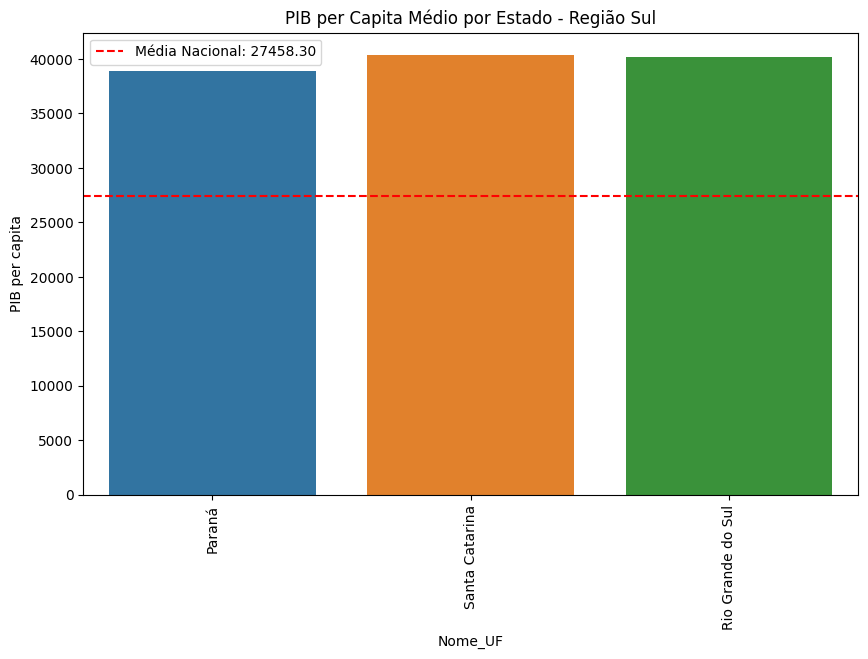 PIB per Capita Médio por Estado - Região Sul
Média Nacional: 27458.30
PIB per capita
40000
35000
30000
25000
20000
15000
10000
5000
0
Paraná
Santa Catarina
Rio Grande do Sul
Nome_UF